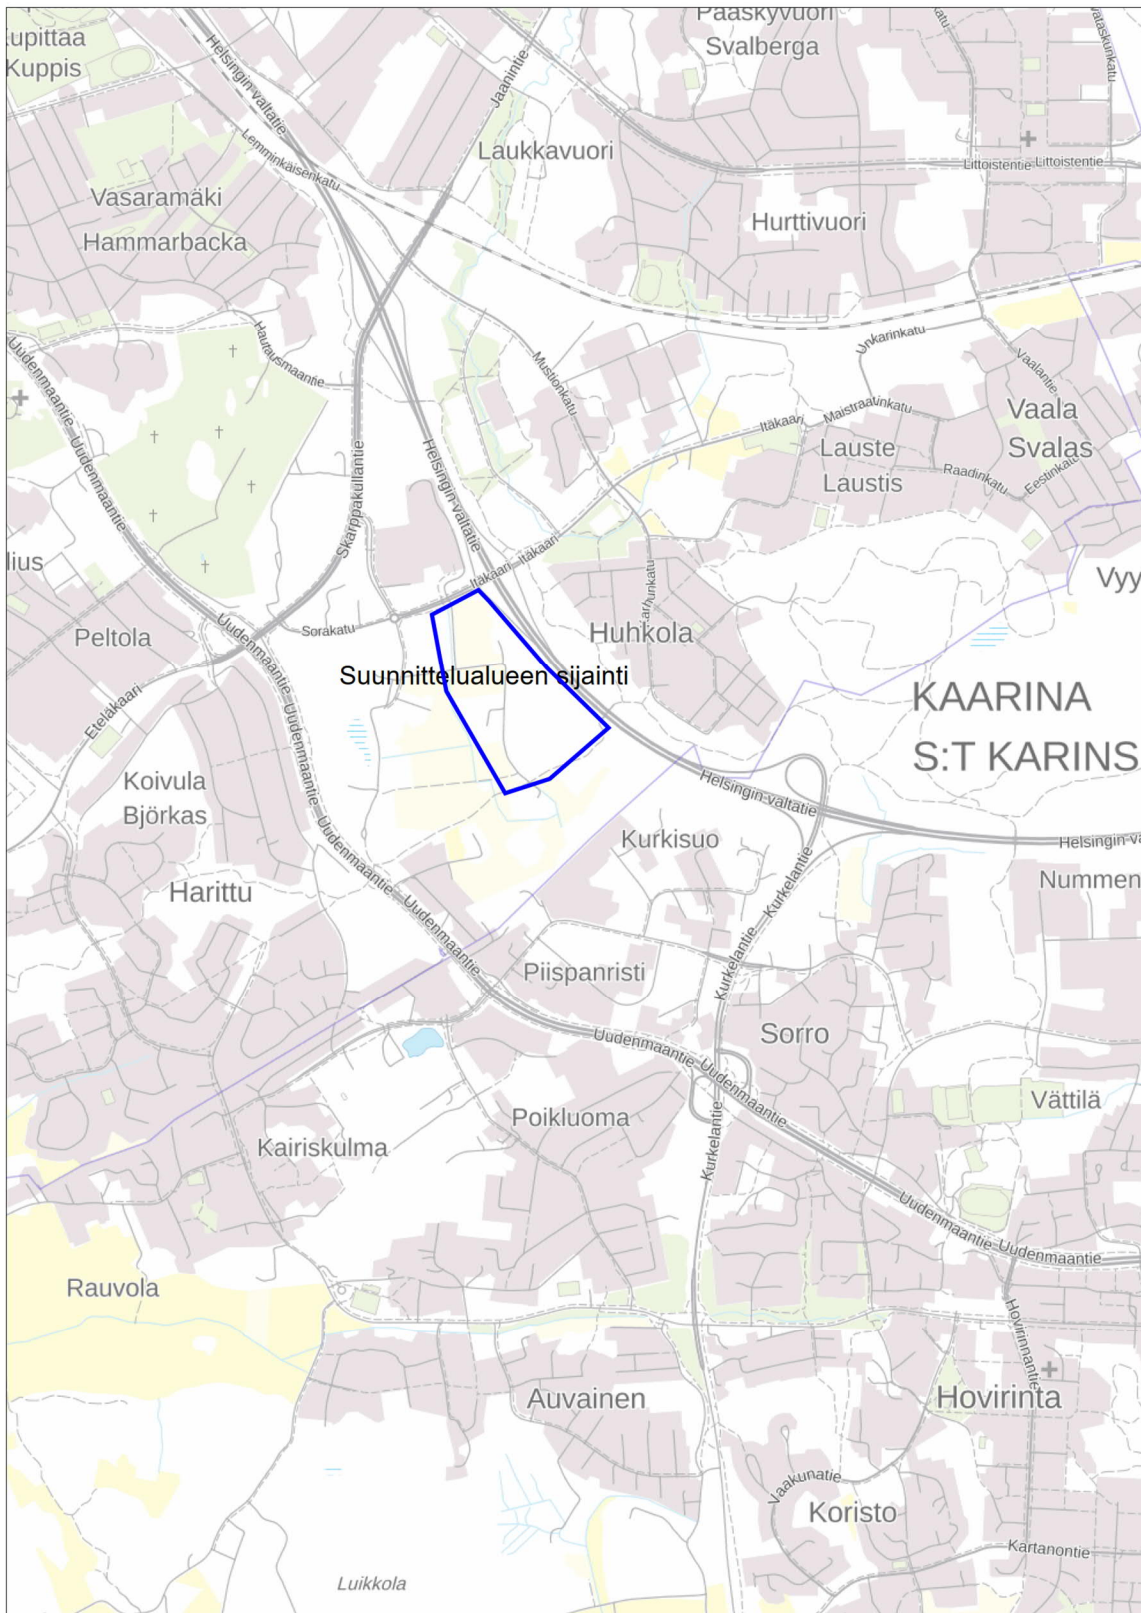 Pääskyvuori
Svalberga
upittaa
Kuppis
Helsingin valtatie
Jaanintie
Lemminkäisenkatu
Laukkavuori
Littoistentie
Littoistentie
Vasaramäki
Hammarbacka
Hurttivuori
Hautausmaantie
Uudenmaantie
Uudenmaantie
Unkarinkatu
Vaalantie
Mustionkatu
Itäkaari
Maistraatinkatu
Vaala
Svalas
Lauste
Laustis
Raadinkatu
Eestinkatu
Helsingin valtatie
Skarppakullantie
Itäkaari
Itäkaari
lius
Vyy
Karhunkatu
Huhkola
Sorakatu
Peltola
Uudenmaantie
Uudenmaantie
Suunnittelualueen sijainti
Eteläkaari
KAARINA
S:T KARINS
Koivula
Björkas
Helsingin valtatie
Uudenmaantie
Kurkisuo
Helsingin va
Harittu
Uudenmaantie
Kurkelantie
Nummen
Kurkelantie
Piispanristi
Sorro
Uudenmaantie
Uudenmaantie
Poikluoma
Vättilä
Kairiskulma
Kurkelantie
Uudenmaantie
Uudenmaantie
Rauvola
Hovirinnantie
Auvainen
Hovirinta
Vaakunatie
Koristo
Kartanontie
Luikkola